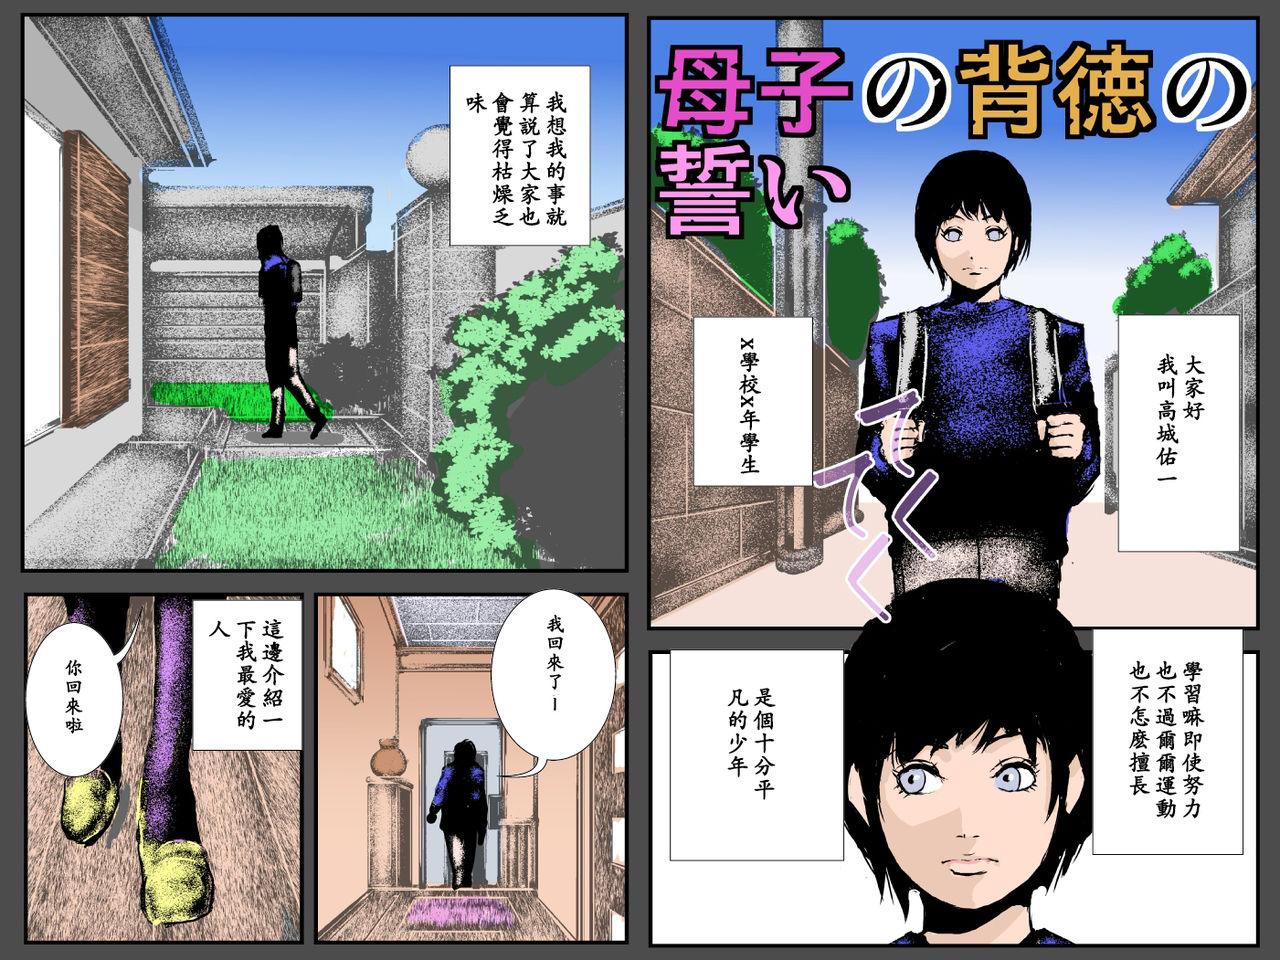 母子の背徳の
誓い
大家好
我叫高城佑一
x學校x年學生
てくてく
學習嘛即使努力
也不過爾爾運動
也不怎麽擅長
是個十分平
凡的少年
我想我的事就
算說了大家也
會覺得枯燥乏
味
我回來了ー
這邊介紹一
下我最愛的
人
你回來啦